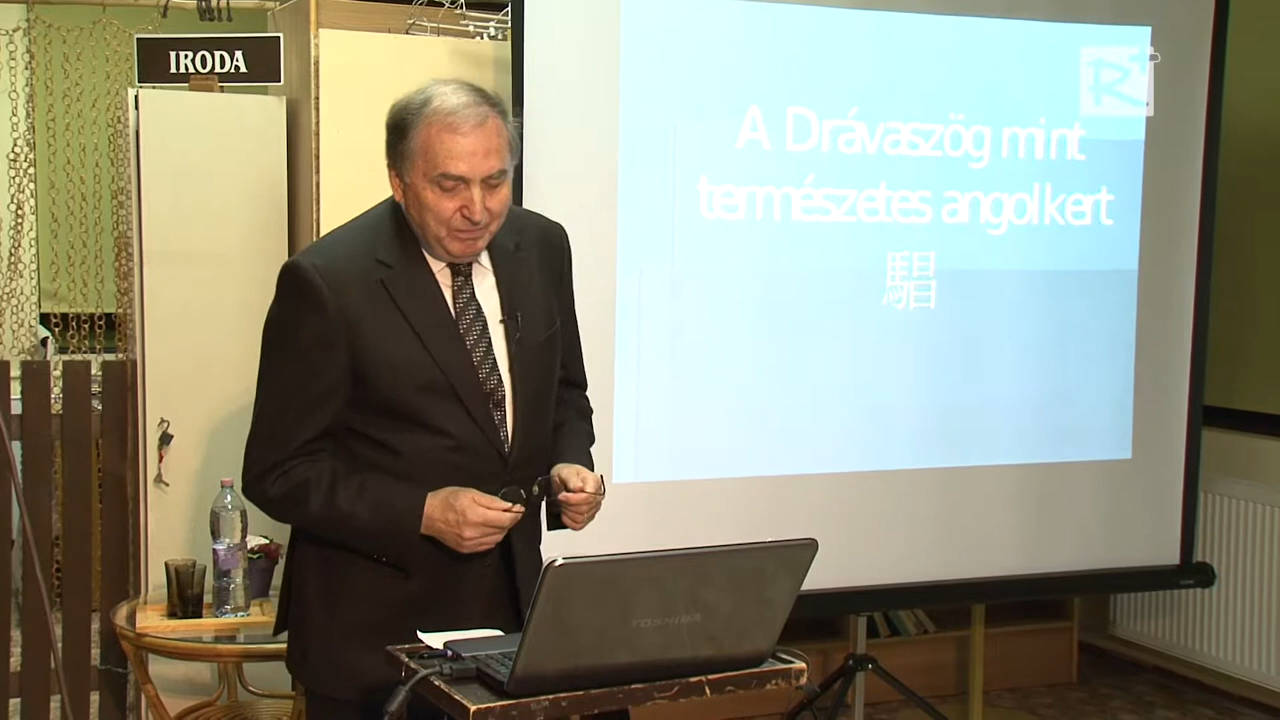 IRODA
R+
A Drávaszög mint
természetes angolkert
TOSHIBA